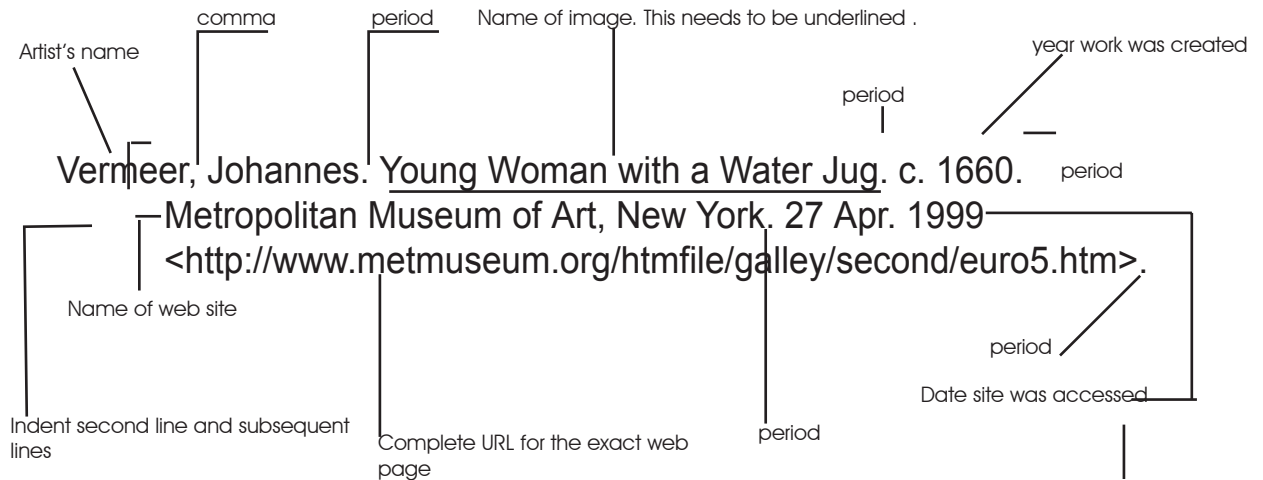 comma
period
Name of image. This needs to be underlined .
Artist's name
year work was created
period
Vermeer, Johannes. Young Woman with a Water Jug. c. 1660.
period
Metropolitan Museum of Art, New York. 27 Apr. 1999
<http://www.metmuseum.org/htmfile/galley/second/euro5.htm>.
Name of web site
period
Date site was accessed
Indent second line and subsequent
lines
Complete URL for the exact web
page
period